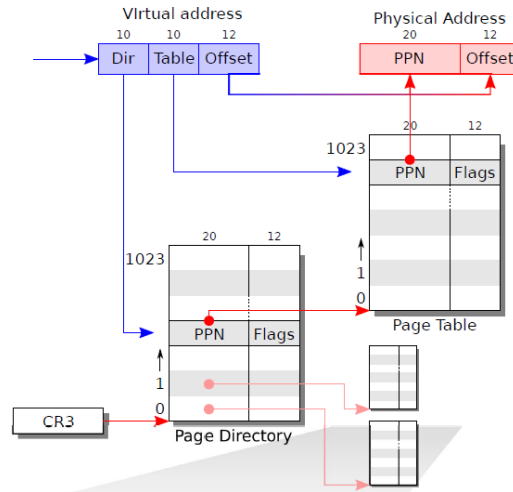 VIrtual address
Physical Address
10 10 12
20 12
Dir Table Offset
PPN Offset
20 12
1023
PPN Flags
20 12
1023
1
0
Page Table
PPN Flags
1
0
CR3
Page Directory